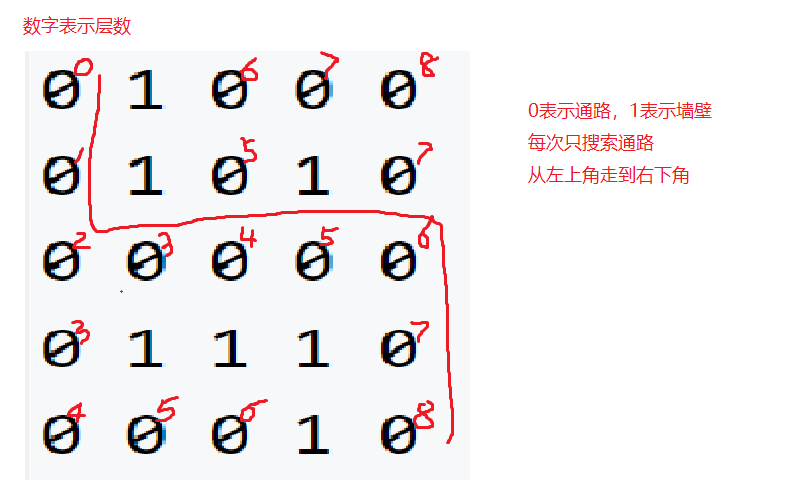 数字表示层数
0 0 1 0 6 0 7 0 8
0 1 1 0 5 1 0 7
0 2 0 3 0 4 0 5 0 6
0 3 1 1 1 0 7
0 4 0 5 0 6 1 0 8
0表示通路，1表示墙壁
每次只搜索通路
从左上角走到右下角